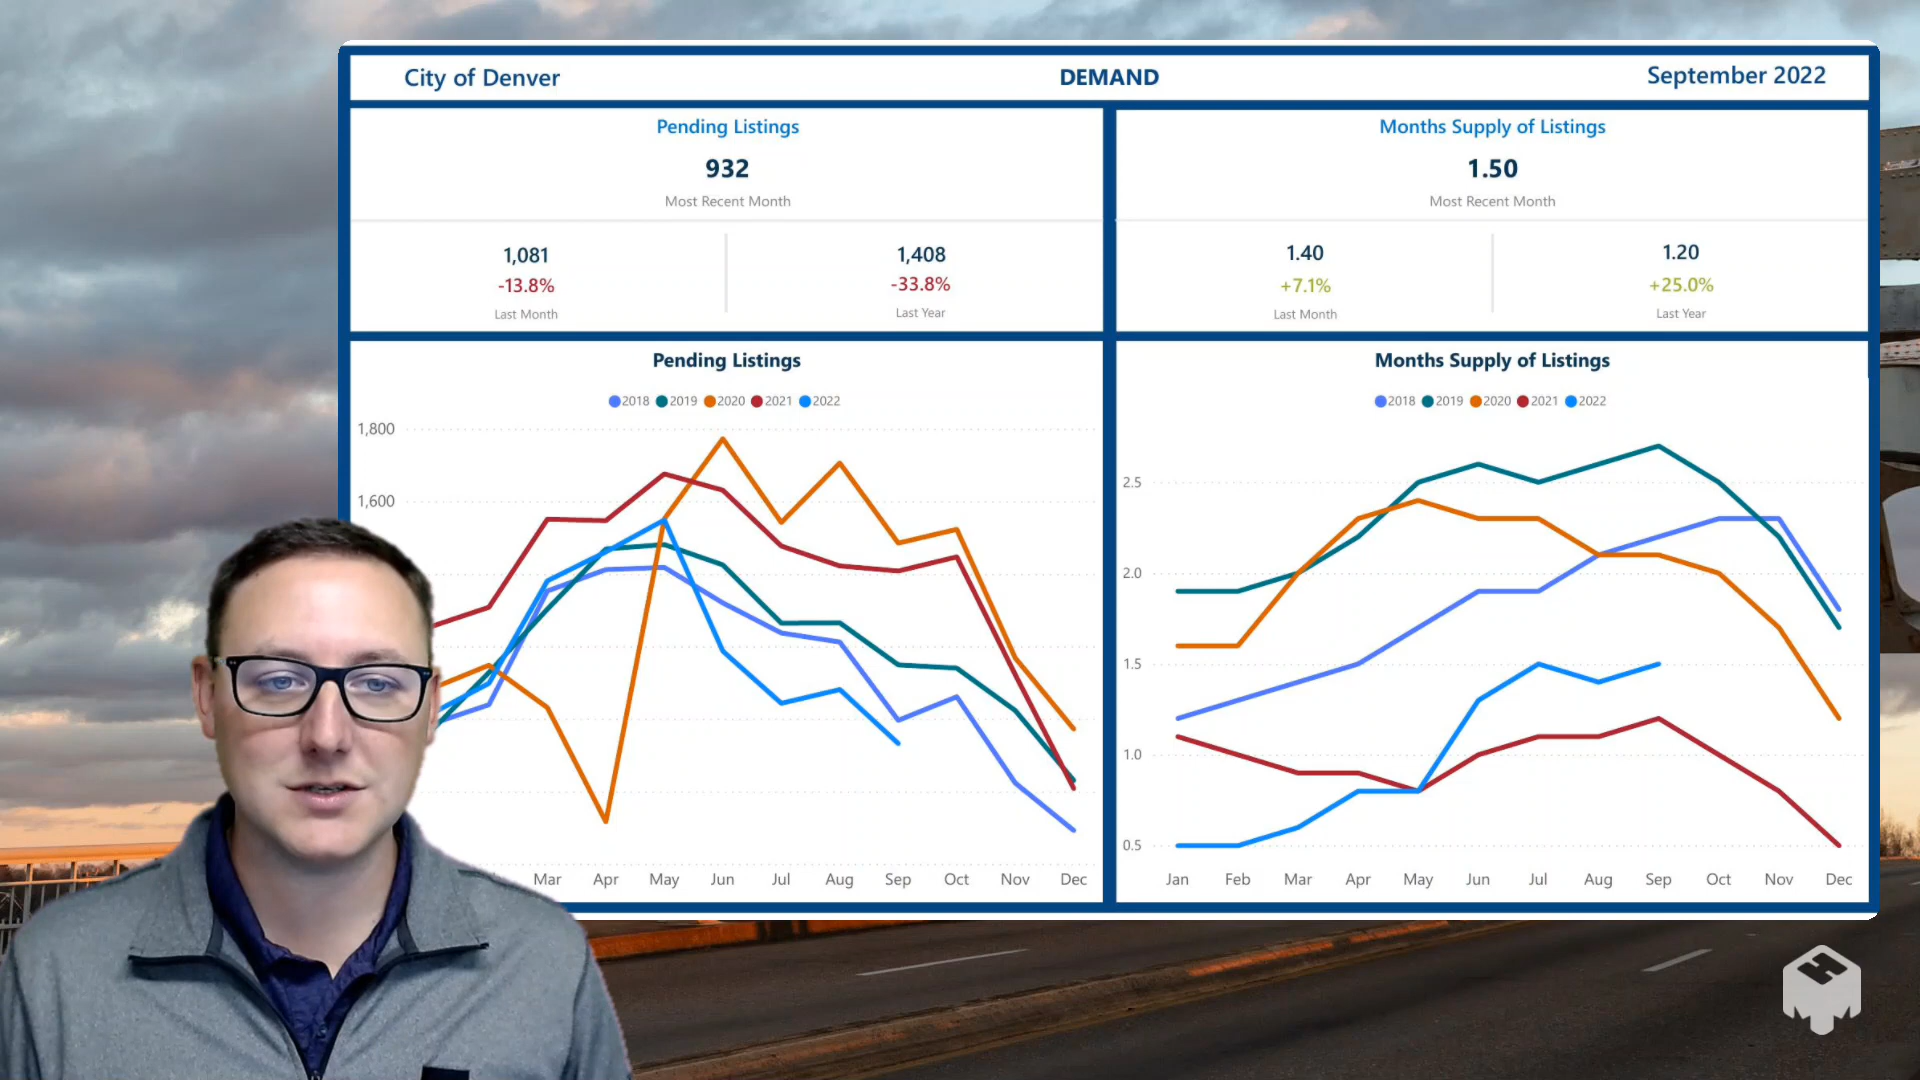 City of Denver
DEMAND
September 2022
Pending Listings
932
Most Recent Month
1,081
-13.8%
Last Month
1,408
-33.8%
Last Year
Months Supply of Listings
1.50
Most Recent Month
1.40
+7.1%
Last Month
1.20
+25.0%
Last Year
Pending Listings
2018 2019 2020 2021 2022
1,800
1,600
Mar Apr May Jun Jul Aug Sep Oct Nov Dec
Months Supply of Listings
2018 2019 2020 2021 2022
2.5
2.0
1.5
1.0
0.5
Jan Feb Mar Apr May Jun Jul Aug Sep Oct Nov Dec